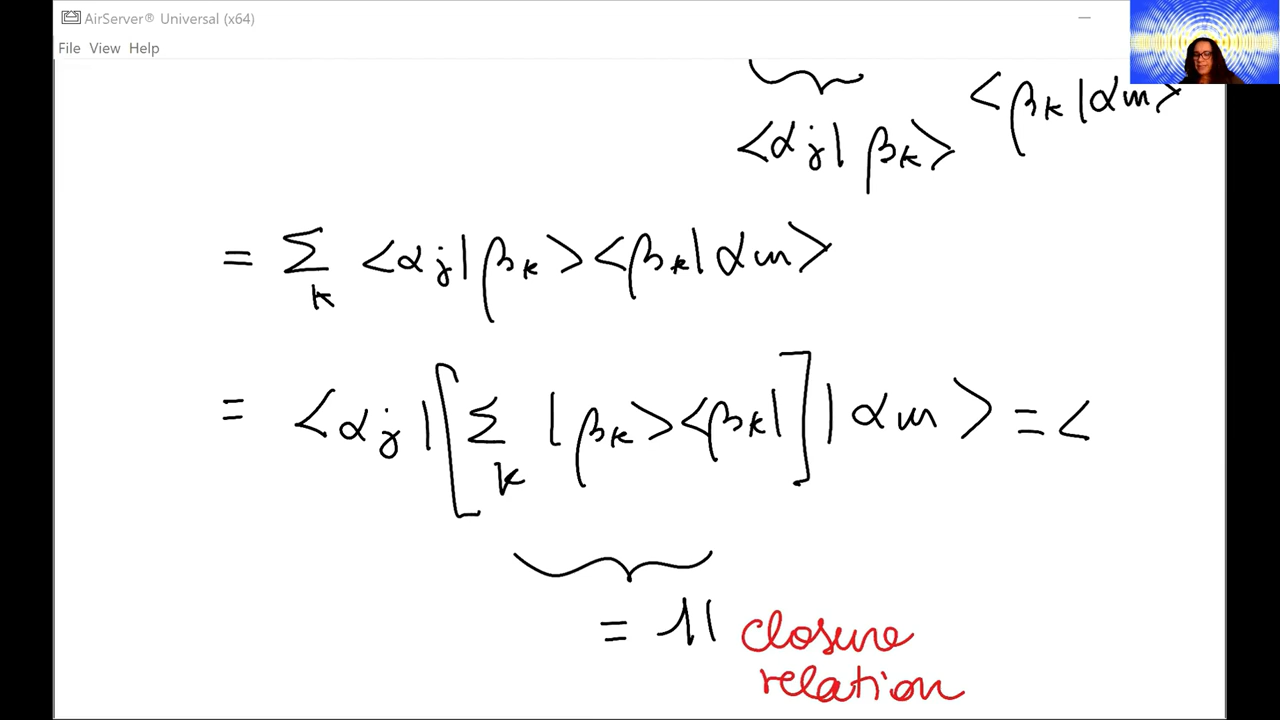 AirServer® Universal (x64)
File View Help
<βₖ|αm>
<αⱼ|βₖ>
= Σₖ <αⱼ|βₖ><βₖ|αm>
= <αⱼ|[Σₖ |βₖ><βₖ|]|αm> = <
= 𝟙 closure
relation